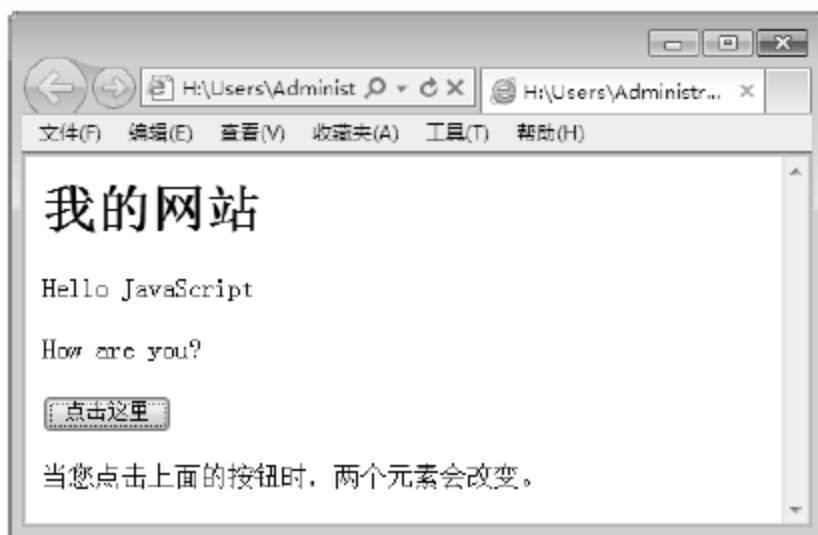 H:\Users\Administ
H:\Users\Administr...
文件(F) 编辑(E) 查看(V) 收藏夹(A) 工具(T) 帮助(H)
我的网站
Hello JavaScript
How are you?
点击这里
当您点击上面的按钮时，两个元素会改变。